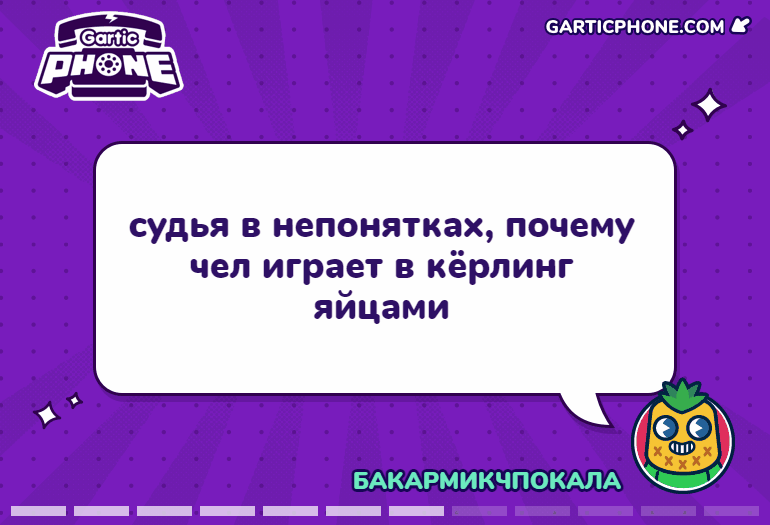 Gartic
PHONE
GARTICPHONE.COM
судья в непонятках, почему
чел играет в кёрлинг
яйцами
БАКАРМИКЧПОКАЛА